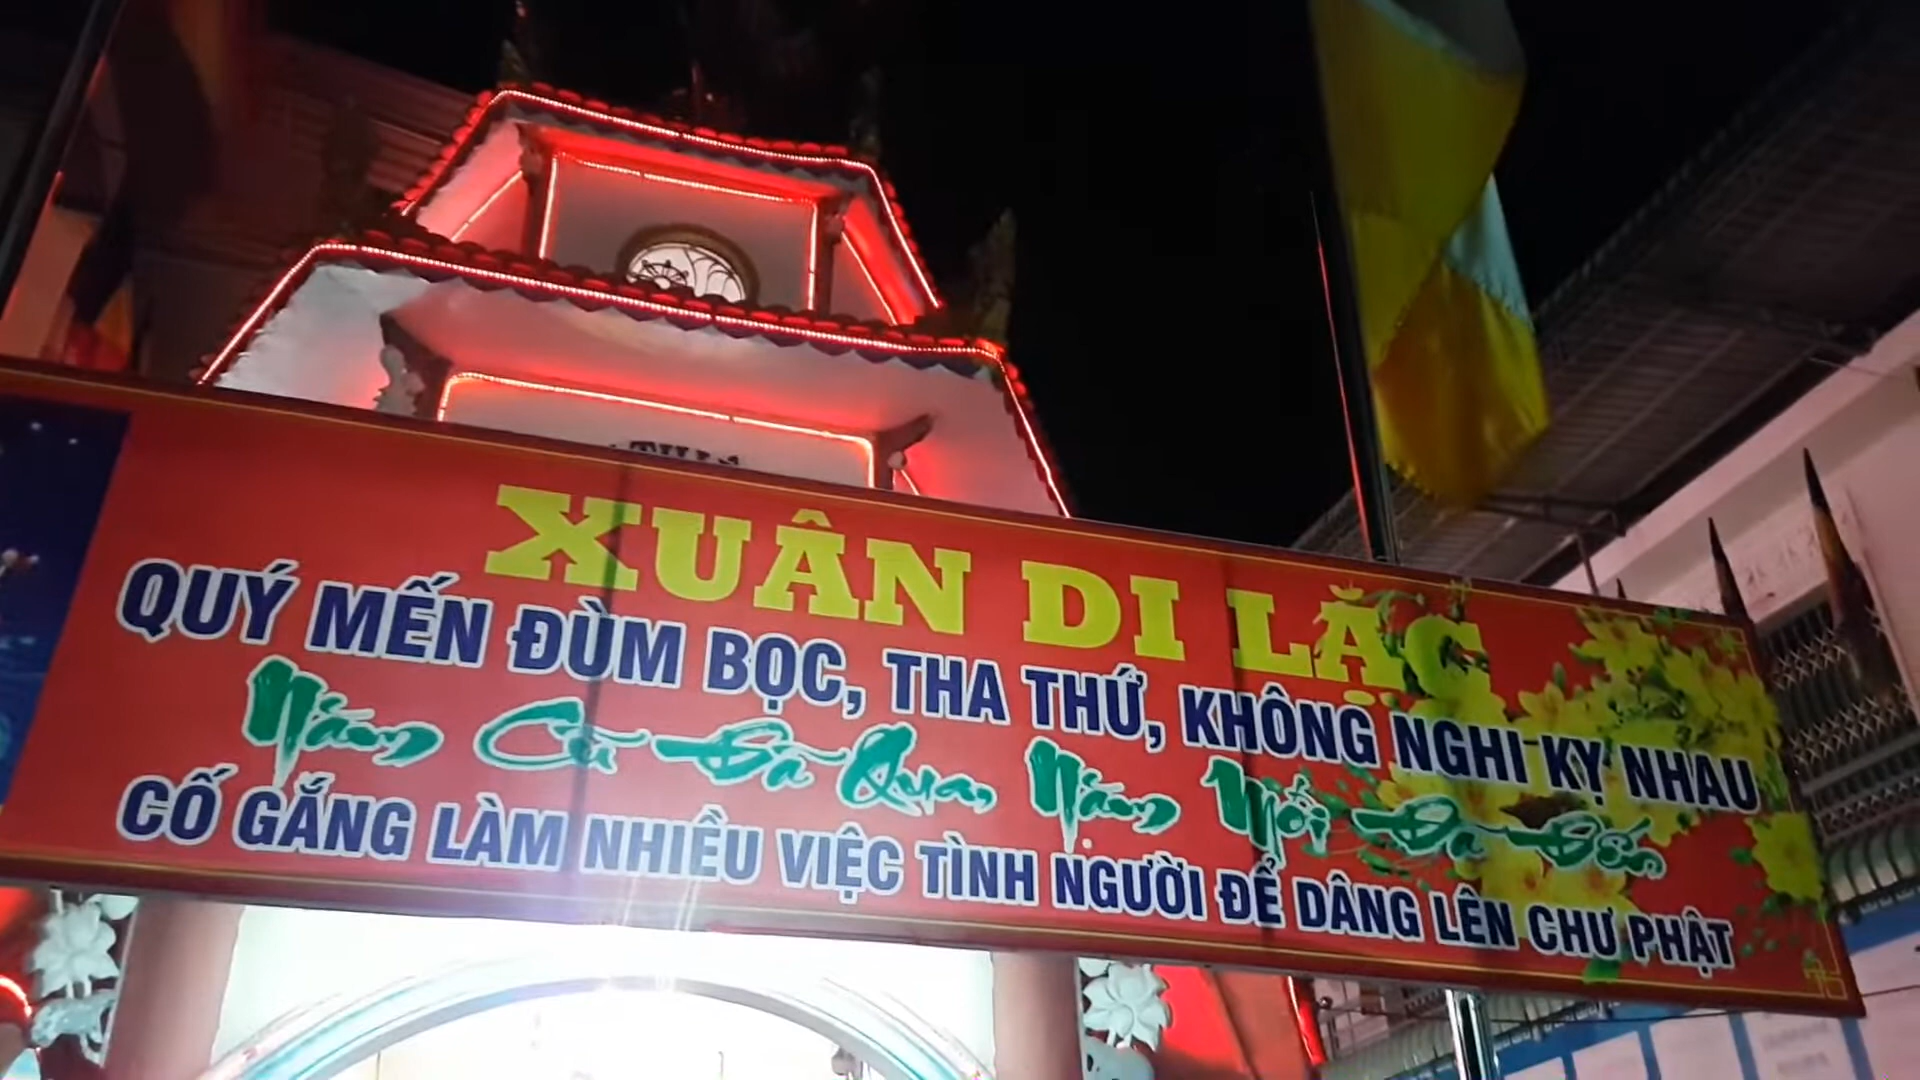 XUÂN DI LẶC
QUÝ MẾN ĐÙM BỌC, THA THỨ, KHÔNG NGHI KỴ NHAU
Năm Cũ Đã Qua, Năm Mới Đã Đến
CỐ GẮNG LÀM NHIỀU VIỆC TÌNH NGƯỜI ĐỂ DÂNG LÊN CHƯ PHẬT